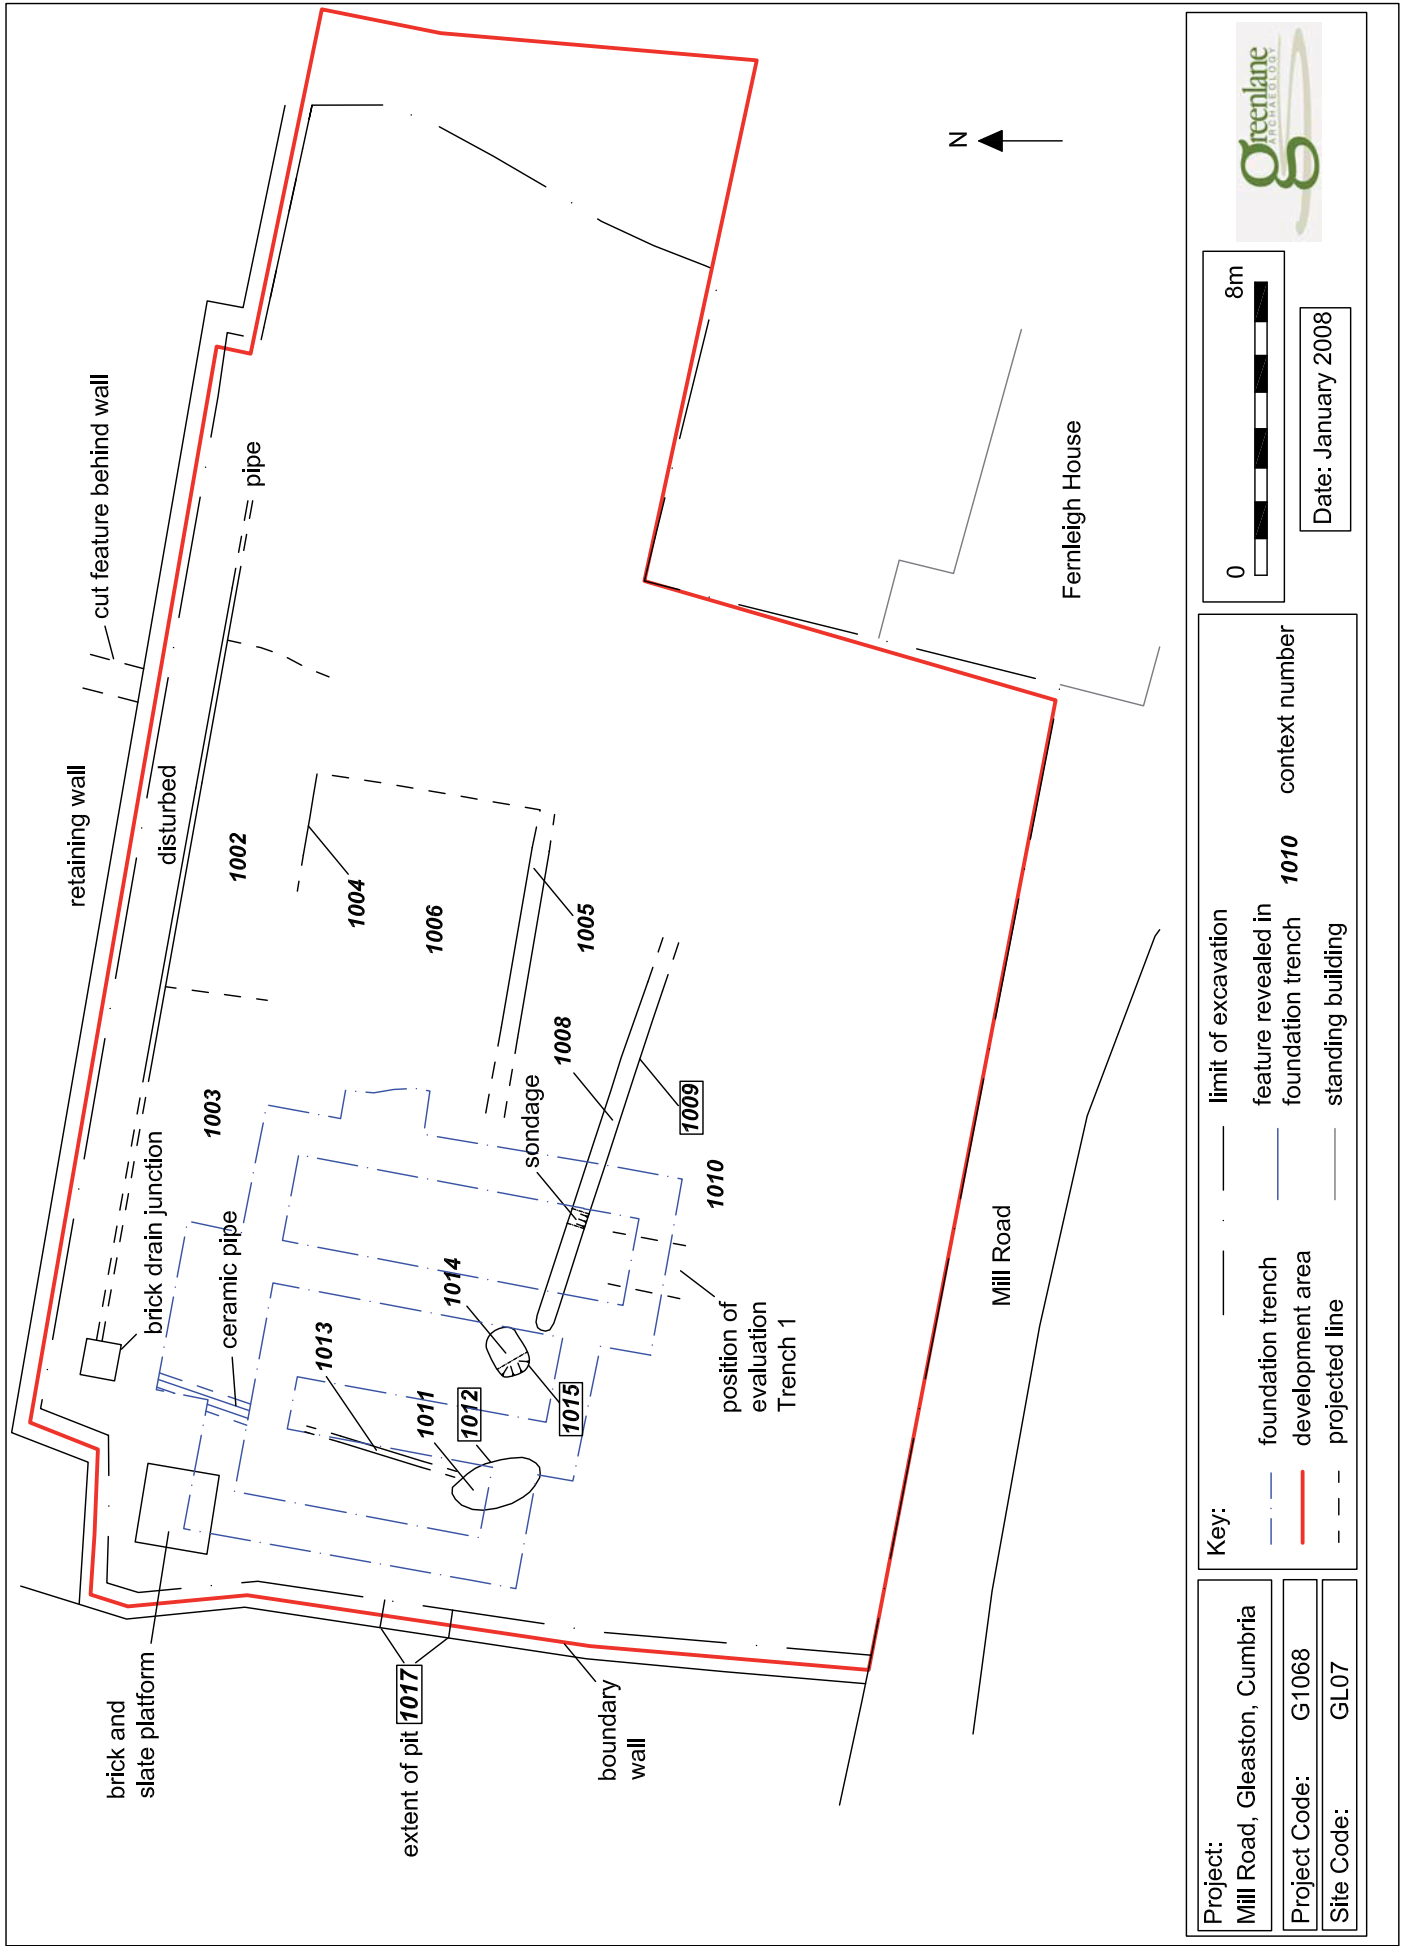 retaining wall
cut feature behind wall
disturbed
pipe
brick and
slate platform
brick drain junction
ceramic pipe
1003
1002
1004
1006
1013
1011
1012
1014
1015
sondage
1008
1005
1009
1010
extent of pit 1017
boundary
wall
position of
evaluation
Trench 1
Mill Road
Fernleigh House
N
Project:
Mill Road, Gleaston, Cumbria
Project Code: G1068
Site Code: GL07
Key:
foundation trench
development area
projected line
limit of excavation
feature revealed in
foundation trench
standing building
1010 context number
0 8m
Date: January 2008
greenlane
ARCHAEOLOGY